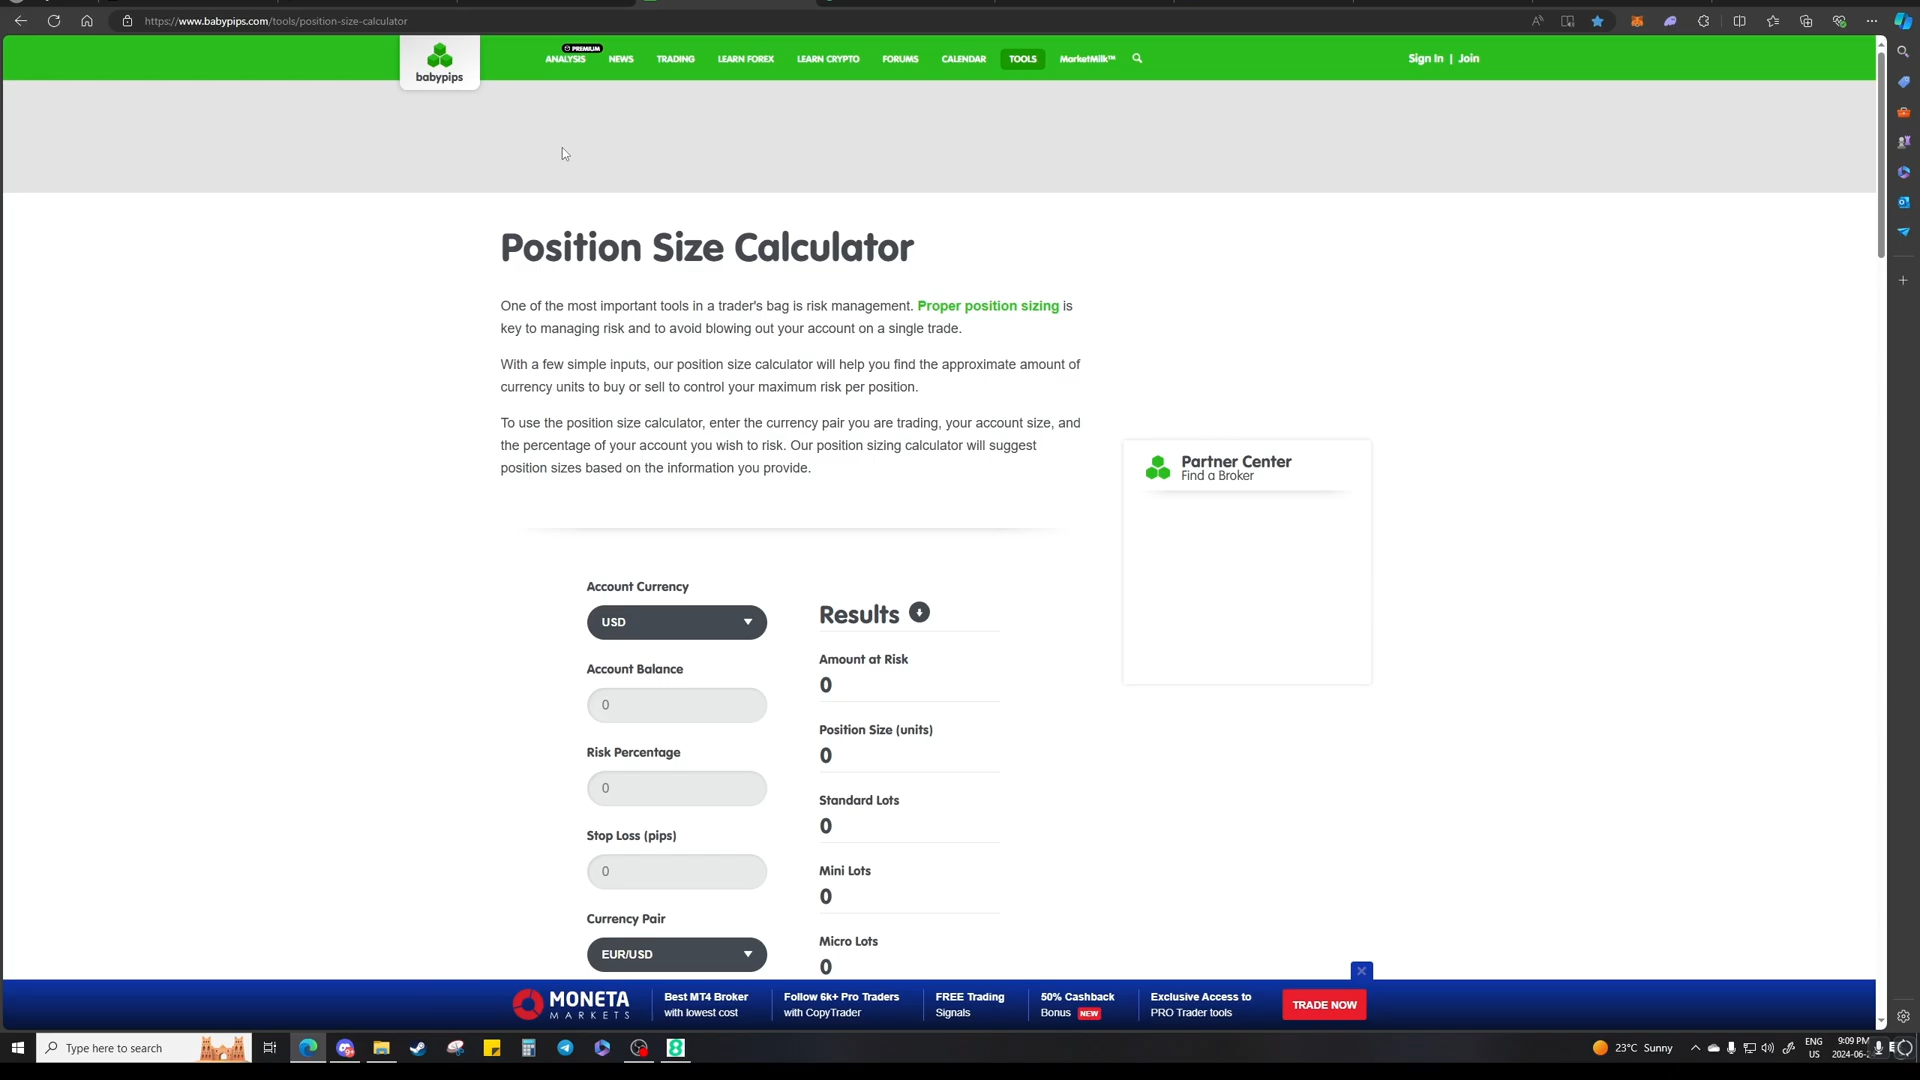 https://www.babypips.com/tools/position-size-calculator
babypips
PREMIUM
ANALYSIS
NEWS
TRADING
LEARN FOREX
LEARN CRYPTO
FORUMS
CALENDAR
TOOLS
MarketMilk™
Sign In | Join
Position Size Calculator
One of the most important tools in a trader's bag is risk management. Proper position sizing is
key to managing risk and to avoid blowing out your account on a single trade.
With a few simple inputs, our position size calculator will help you find the approximate amount of
currency units to buy or sell to control your maximum risk per position.
To use the position size calculator, enter the currency pair you are trading, your account size, and
the percentage of your account you wish to risk. Our position sizing calculator will suggest
position sizes based on the information you provide.
Partner Center
Find a Broker
Account Currency
USD
Account Balance
0
Risk Percentage
0
Stop Loss (pips)
0
Currency Pair
EUR/USD
Results
Amount at Risk
0
Position Size (units)
0
Standard Lots
0
Mini Lots
0
Micro Lots
0
MONETA
MARKETS
Best MT4 Broker
with lowest cost
Follow 6k+ Pro Traders
with CopyTrader
FREE Trading
Signals
50% Cashback
Bonus NEW
Exclusive Access to
PRO Trader tools
TRADE NOW
Type here to search
23°C Sunny
ENG
US
9:09 PM
2024-06-